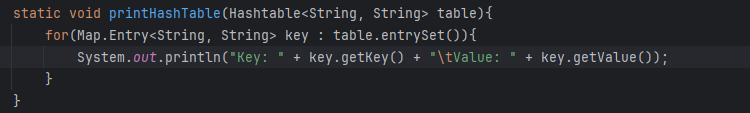 static void printHashTable(Hashtable<String, String> table){
    for(Map.Entry<String, String> key : table.entrySet()){
        System.out.println("Key: " + key.getKey() + "\tValue: " + key.getValue());
    }
}